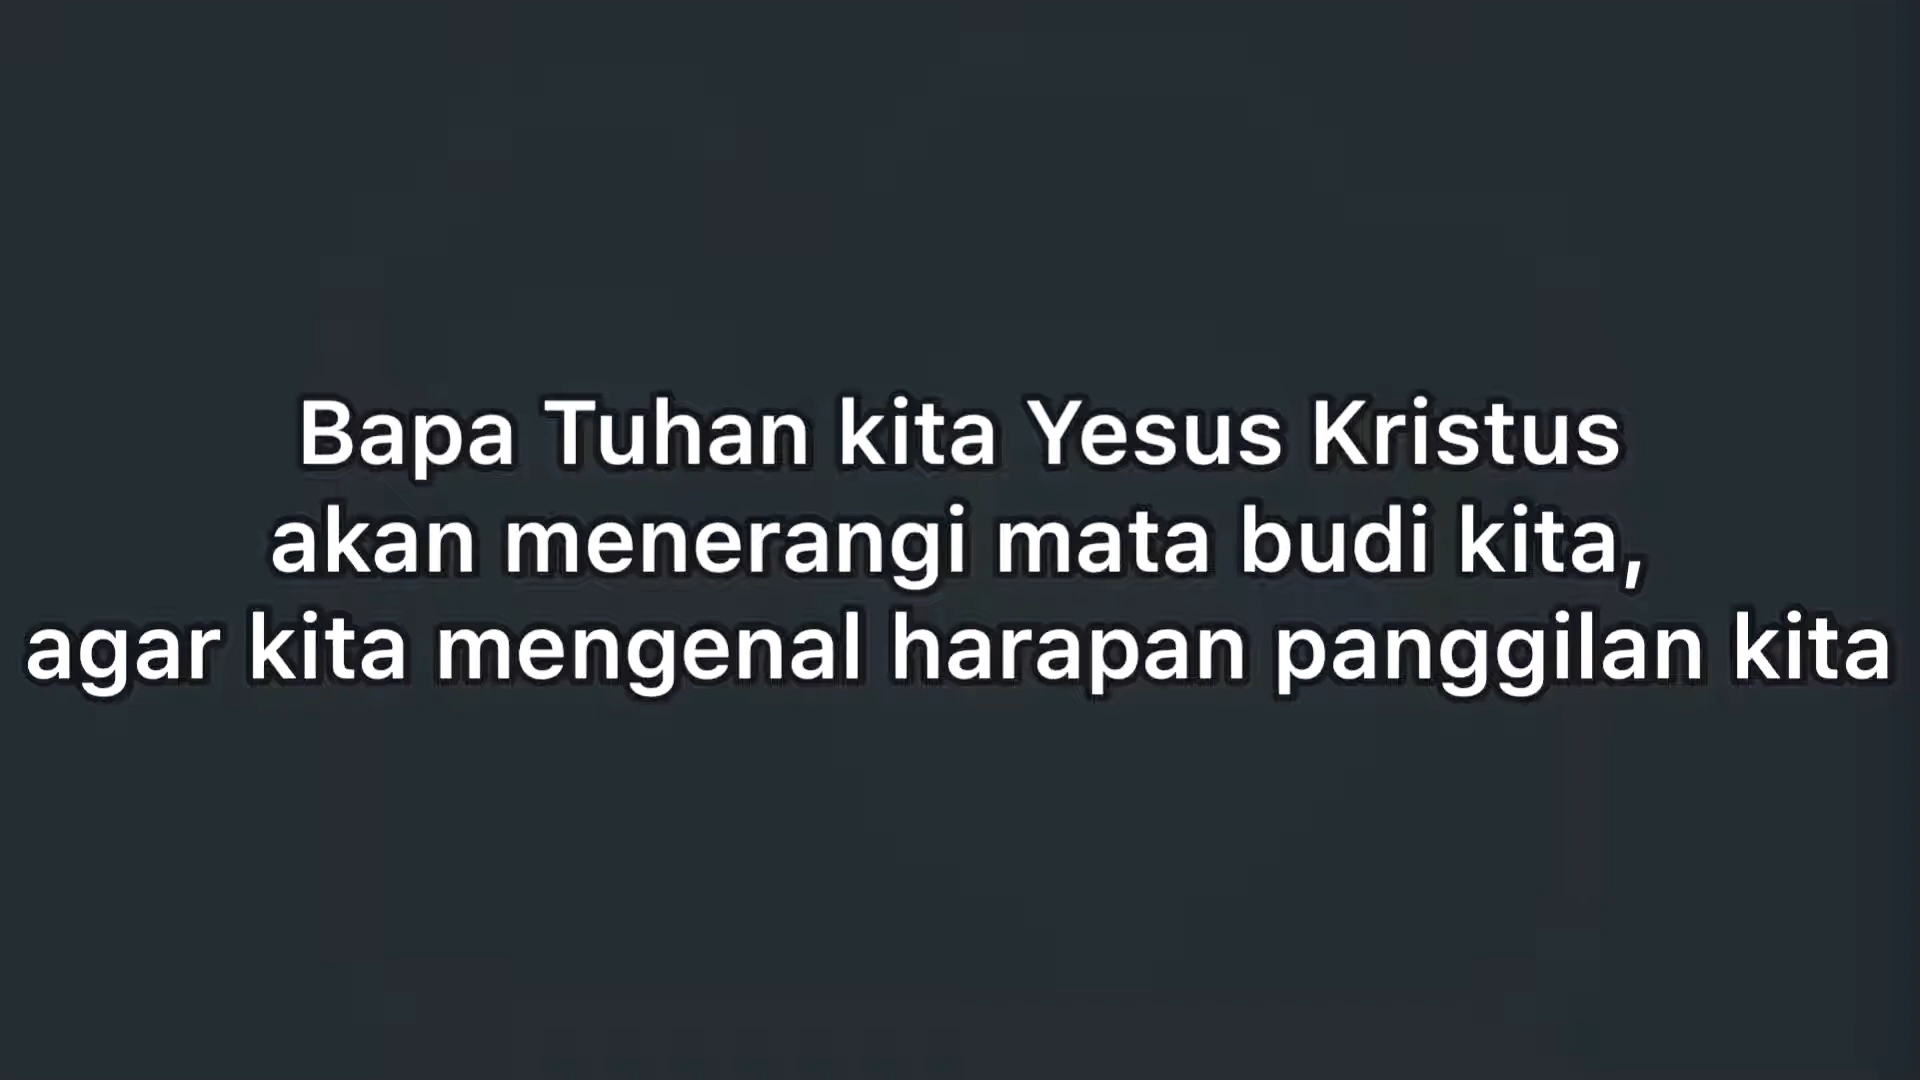 Bapa Tuhan kita Yesus Kristus
akan menerangi mata budi kita,
agar kita mengenal harapan panggilan kita